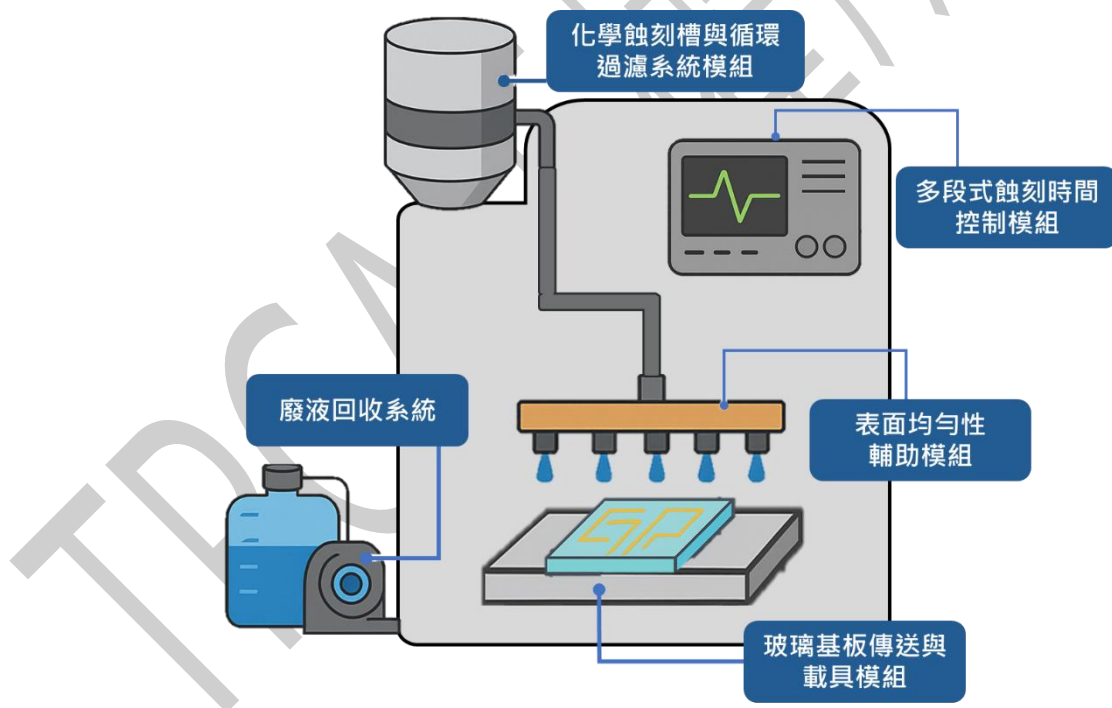 化學蝕刻槽與循環
過濾系統模組
多段式蝕刻時間
控制模組
廢液回收系統
表面均勻性
輔助模組
玻璃基板傳送與
載具模組